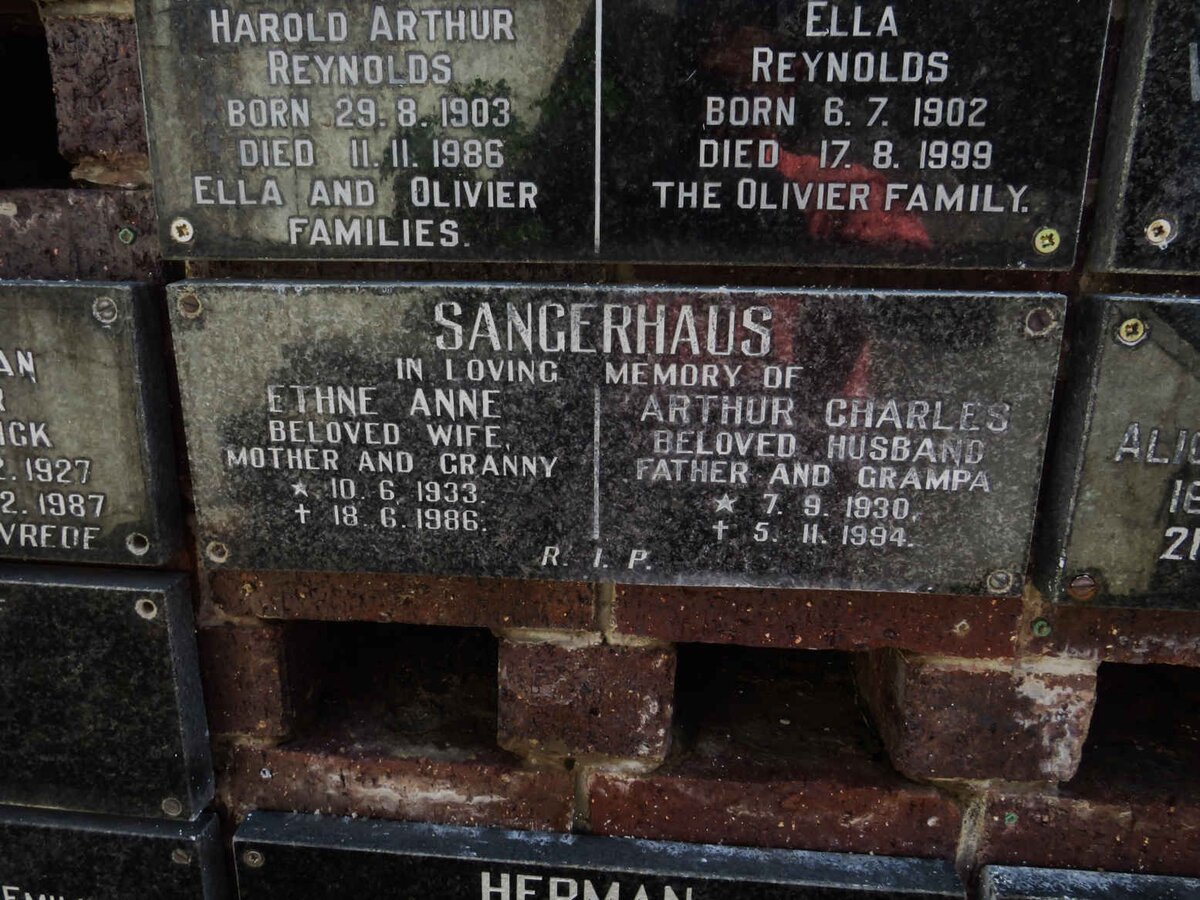 HAROLD ARTHUR
REYNOLDS
BORN 29. 8. 1903
DIED 11. 11. 1986
ELLA AND OLIVIER
FAMILIES.
ELLA
REYNOLDS
BORN 6. 7. 1902
DIED 17. 8. 1999
THE OLIVIER FAMILY.
SANGERHAUS
IN LOVING MEMORY OF
ETHNE ANNE
BELOVED WIFE,
MOTHER AND GRANNY
★ 10. 6. 1933.
✝ 18. 6. 1986.
ARTHUR CHARLES
BELOVED HUSBAND
FATHER AND GRAMPA
★ 7. 9. 1930.
✝ 5. 11. 1994.
R. I. P.
1927
1987
VREDE
HERMAN